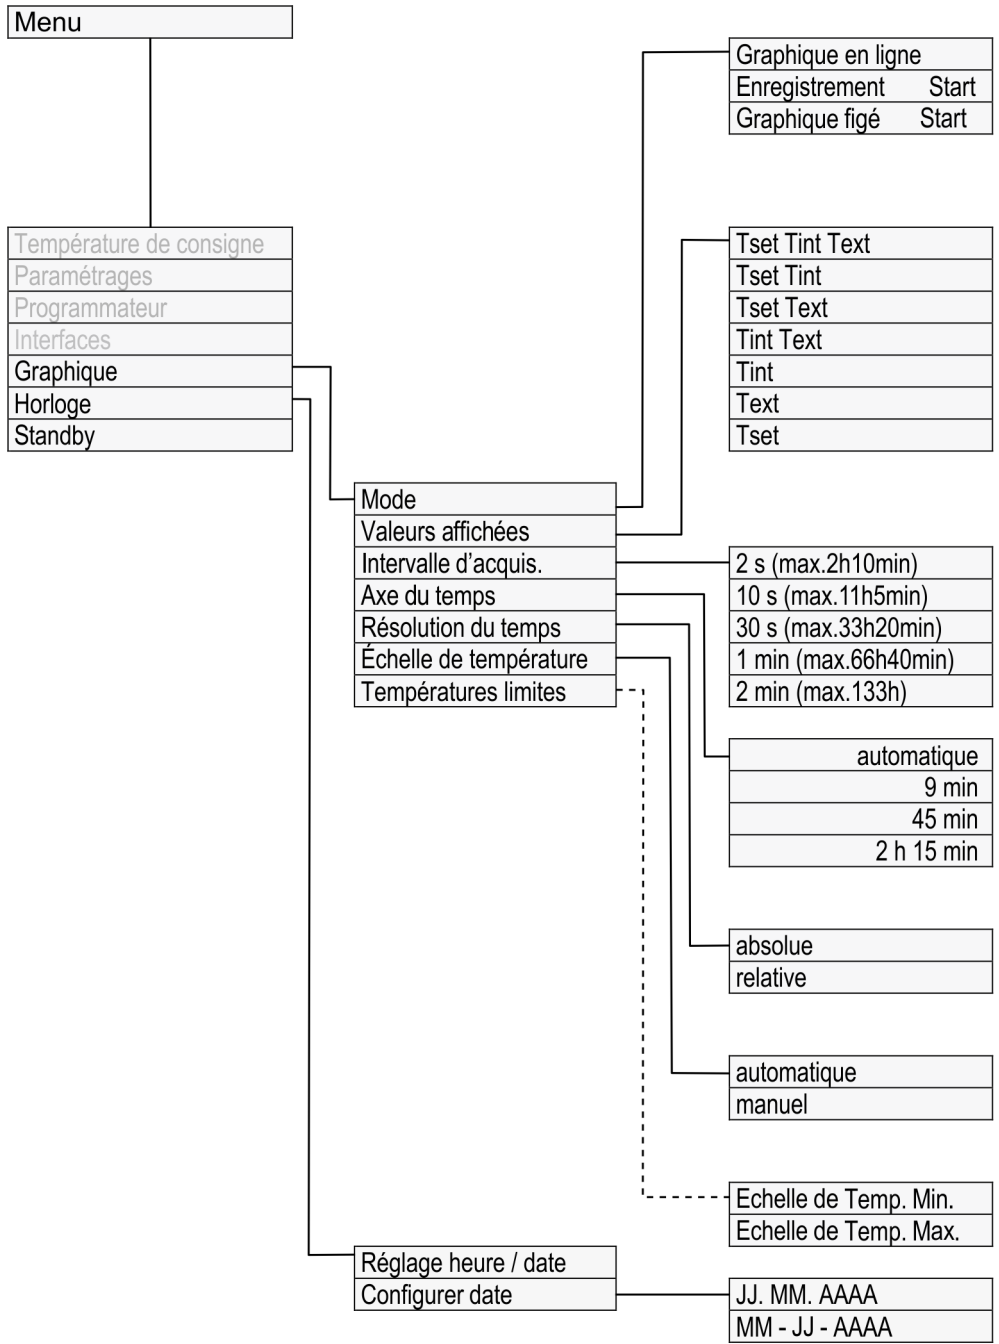 Menu
Température de consigne
Paramétrages
Programmateur
Interfaces
Graphique
Horloge
Standby
Mode
Valeurs affichées
Intervalle d'acquis.
Axe du temps
Résolution du temps
Échelle de température
Températures limites
Graphique en ligne
Enregistrement Start
Graphique figé Start
Tset Tint Text
Tset Tint
Tset Text
Tint Text
Tint
Text
Tset
2 s (max.2h10min)
10 s (max.11h5min)
30 s (max.33h20min)
1 min (max.66h40min)
2 min (max.133h)
automatique
9 min
45 min
2 h 15 min
absolue
relative
automatique
manuel
Echelle de Temp. Min.
Echelle de Temp. Max.
Réglage heure / date
Configurer date
JJ. MM. AAAA
MM - JJ - AAAA